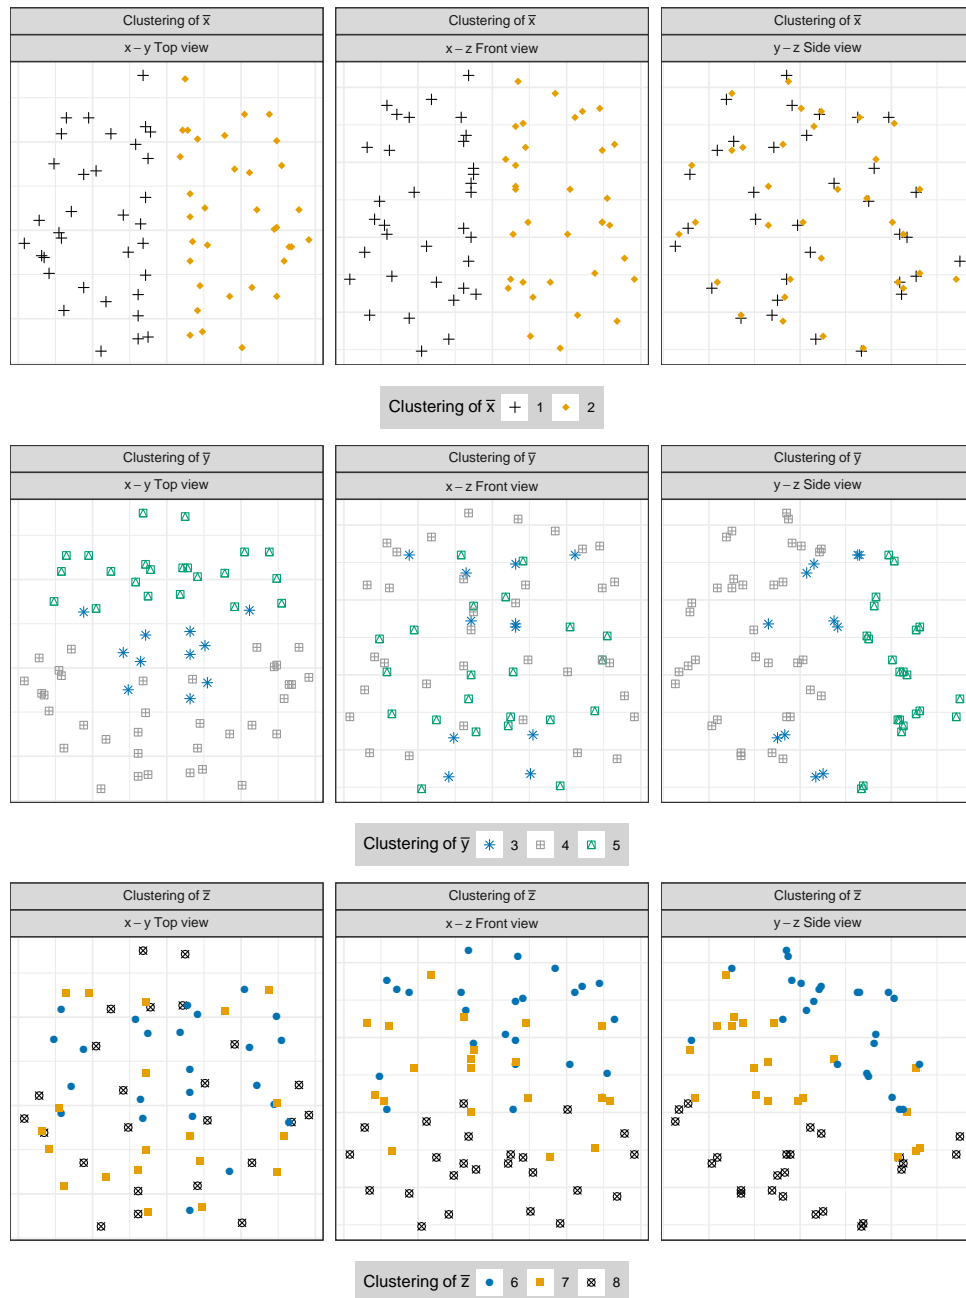 Clustering of x̅ Clustering of x̅ Clustering of x̅
x – y Top view x – z Front view y – z Side view
Clustering of x̅ 1 2
Clustering of y̅ Clustering of y̅ Clustering of y̅
x – y Top view x – z Front view y – z Side view
Clustering of y̅ 3 4 5
Clustering of z̅ Clustering of z̅ Clustering of z̅
x – y Top view x – z Front view y – z Side view
Clustering of z̅ 6 7 8